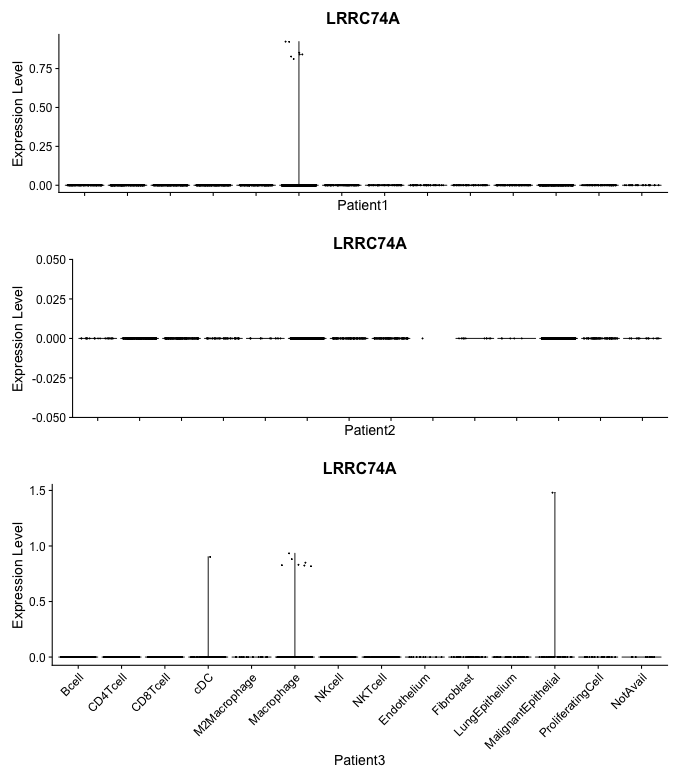 LRRC74A
Expression Level
0.75
0.50
0.25
0.00
Patient1
LRRC74A
Expression Level
0.050
0.025
0.000
-0.025
-0.050
Patient2
LRRC74A
Expression Level
1.5
1.0
0.5
0.0
Bcell
CD4Tcell
CD8Tcell
cDC
M2Macrophage
Macrophage
NKcell
NKTcell
Endothelium
Fibroblast
LungEpithelium
MalignantEpithelial
ProliferatingCell
NotAvail
Patient3